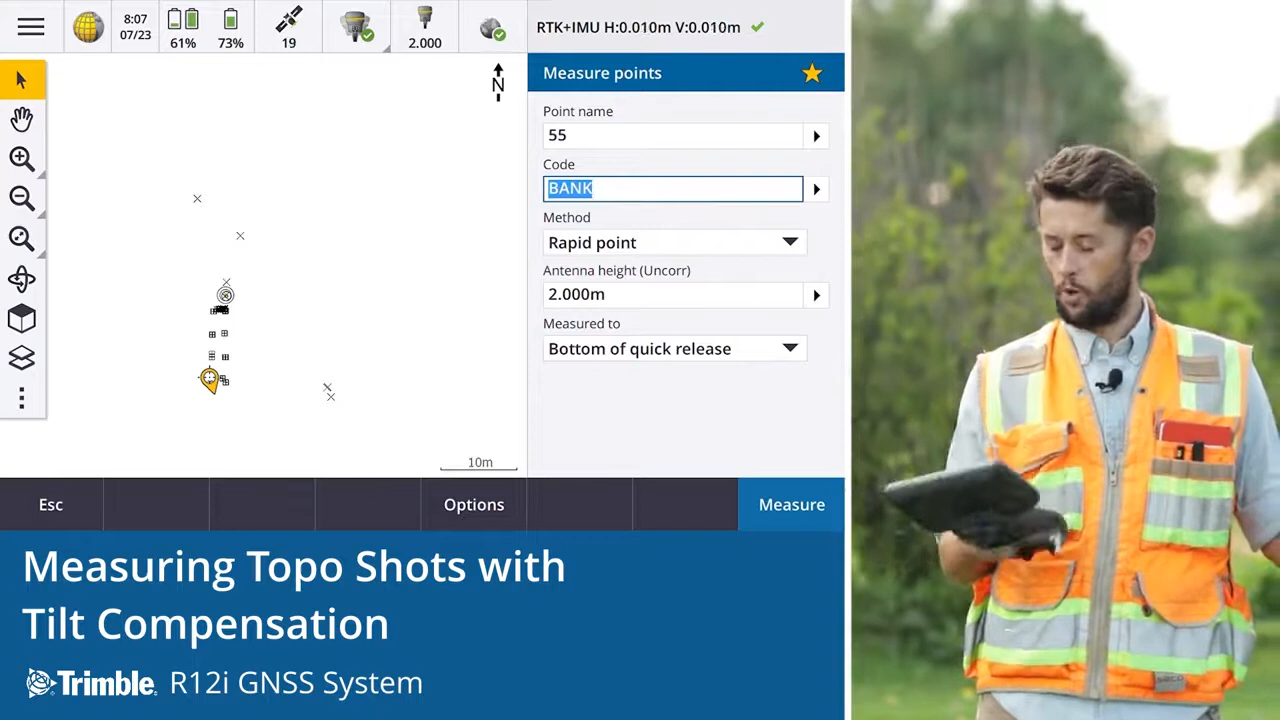 8:07
07/23
61%
73%
19
2.000
RTK+IMU H:0.010m V:0.010m
N
Measure points
Point name
55
Code
BANK
Method
Rapid point
Antenna height (Uncorr)
2.000m
Measured to
Bottom of quick release
10m
Esc
Options
Measure
Measuring Topo Shots with
Tilt Compensation
Trimble. R12i GNSS System
SECO